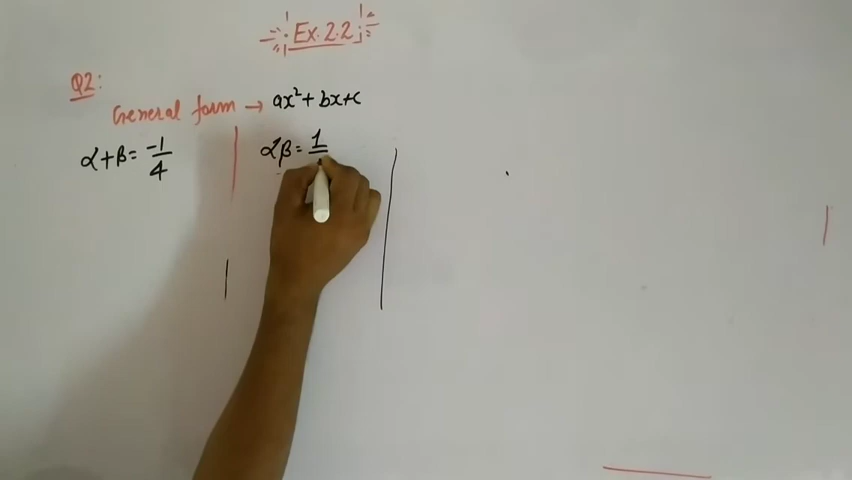 Ex. 2.2
Q2:
General form → ax² + bx + c
α + β = -1/4 αβ = 1/